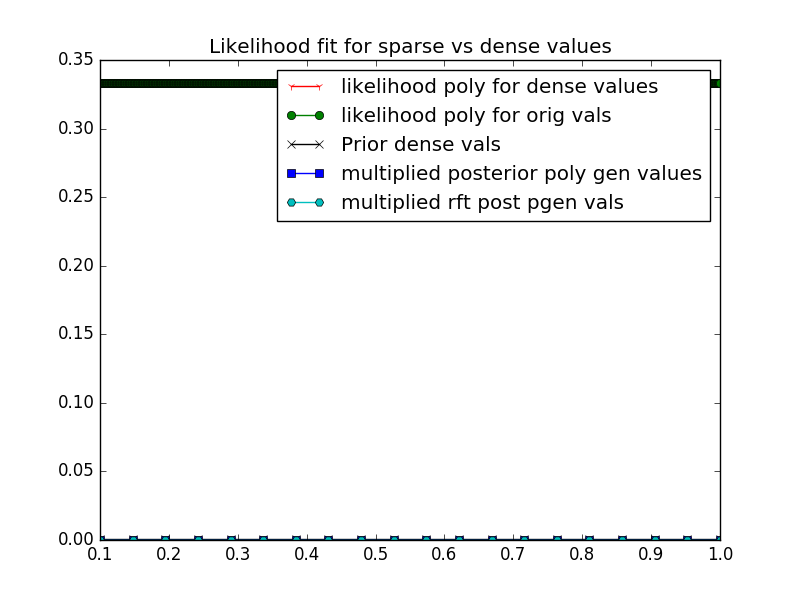 Likelihood fit for sparse vs dense values
0.35
0.30
0.25
0.20
0.15
0.10
0.05
0.00
likelihood poly for dense values
likelihood poly for orig vals
Prior dense vals
multiplied posterior poly gen values
multiplied rft post pgen vals
0.1 0.2 0.3 0.4 0.5 0.6 0.7 0.8 0.9 1.0